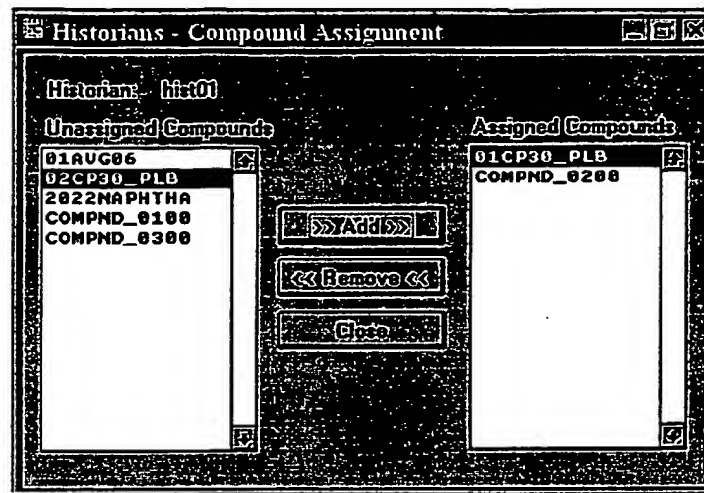 Historians - Compound Assignment
Historian: hist01
Unassigned Compounds
01AVG06
02CP30_PLB
2022NAPHTHA
COMPND_0100
COMPND_0300
>>> Add >>>
<< Remove <<
Close
Assigned Compounds
01CP30_PLB
COMPND_0200